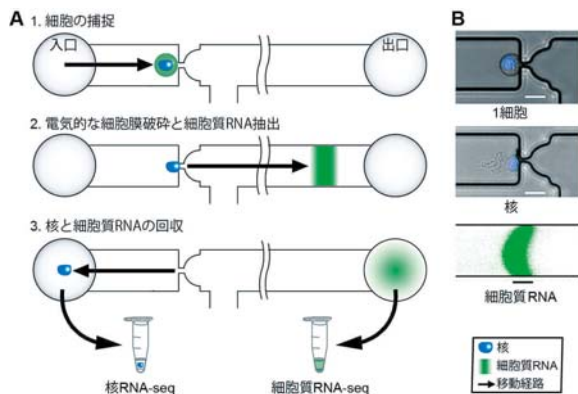 A
1. 細胞の捕捉
入口
出口
2. 電気的な細胞膜破砕と細胞質RNA抽出
3. 核と細胞質RNAの回収
核RNA-seq
細胞質RNA-seq
B
1細胞
核
細胞質RNA
核
細胞質RNA
移動経路